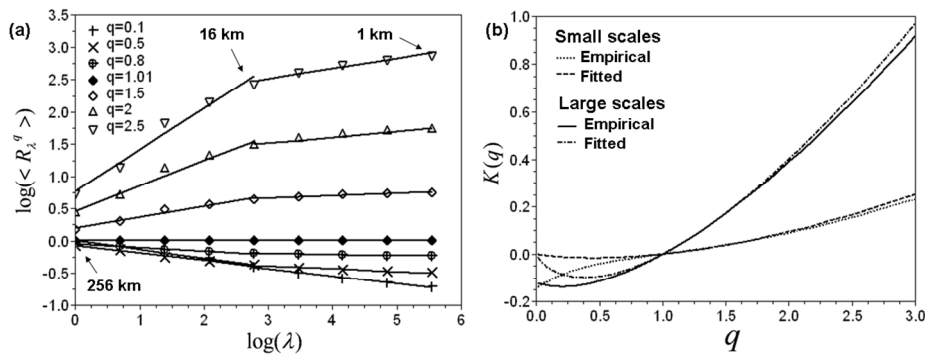 (a)
16 km
1 km
256 km
q=0.1
q=0.5
q=0.8
q=1.01
q=1.5
q=2
q=2.5
log(< R_λ^q >)
3.5
3.0
2.5
2.0
1.5
1.0
0.5
0.0
-0.5
-1.0
0 1 2 3 4 5 6
log(λ)
(b)
Small scales
Empirical
Fitted
Large scales
Empirical
Fitted
K(q)
1.0
0.8
0.6
0.4
0.2
0.0
-0.2
0.0 0.5 1.0 1.5 2.0 2.5 3.0
q